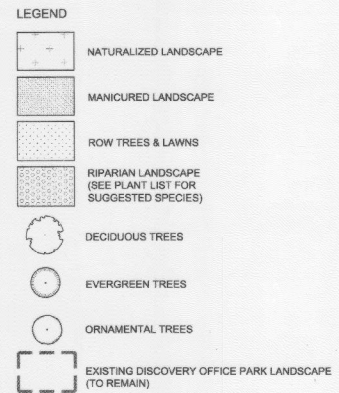 LEGEND
NATURALIZED LANDSCAPE
MANICURED LANDSCAPE
ROW TREES & LAWNS
RIPARIAN LANDSCAPE
(SEE PLANT LIST FOR
SUGGESTED SPECIES)
DECIDUOUS TREES
EVERGREEN TREES
ORNAMENTAL TREES
EXISTING DISCOVERY OFFICE PARK LANDSCAPE
(TO REMAIN)